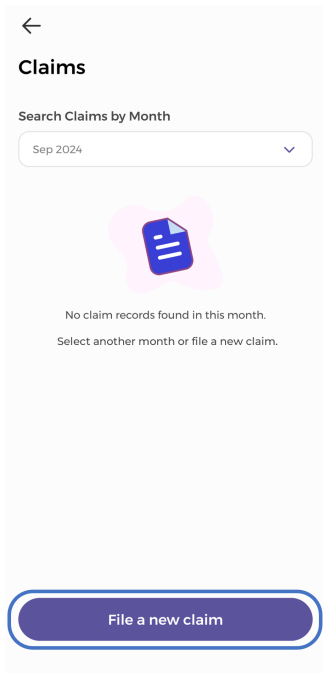 Claims
Search Claims by Month
Sep 2024
No claim records found in this month.
Select another month or file a new claim.
File a new claim